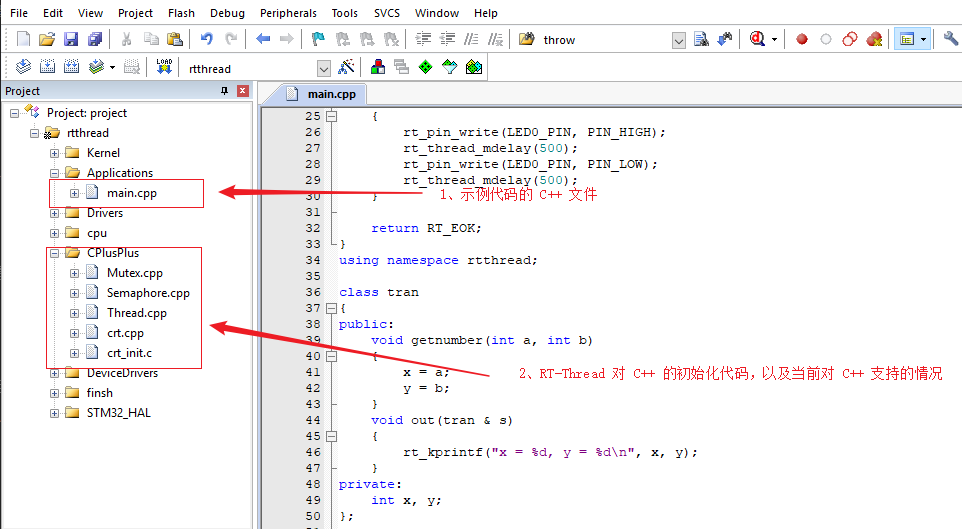 File Edit View Project Flash Debug Peripherals Tools SVCS Window Help
throw
LOAD
rtthread
Project
main.cpp
Project: project
rtthread
Kernel
Applications
main.cpp
Drivers
cpu
CPlusPlus
Mutex.cpp
Semaphore.cpp
Thread.cpp
crt.cpp
crt_init.c
DeviceDrivers
finsh
STM32_HAL
25 {
26 rt_pin_write(LED0_PIN, PIN_HIGH);
27 rt_thread_mdelay(500);
28 rt_pin_write(LED0_PIN, PIN_LOW);
29 rt_thread_mdelay(500);
30 }
31
32 return RT_EOK;
33 }
34 using namespace rtthread;
35
36 class tran
37 {
38 public:
39 void getnumber(int a, int b)
40 {
41 x = a;
42 y = b;
43 }
44 void out(tran & s)
45 {
46 rt_kprintf("x = %d, y = %d\n", x, y);
47 }
48 private:
49 int x, y;
50 };
1、示例代码的 C++ 文件
2、RT-Thread 对 C++ 的初始化代码，以及当前对 C++ 支持的情况